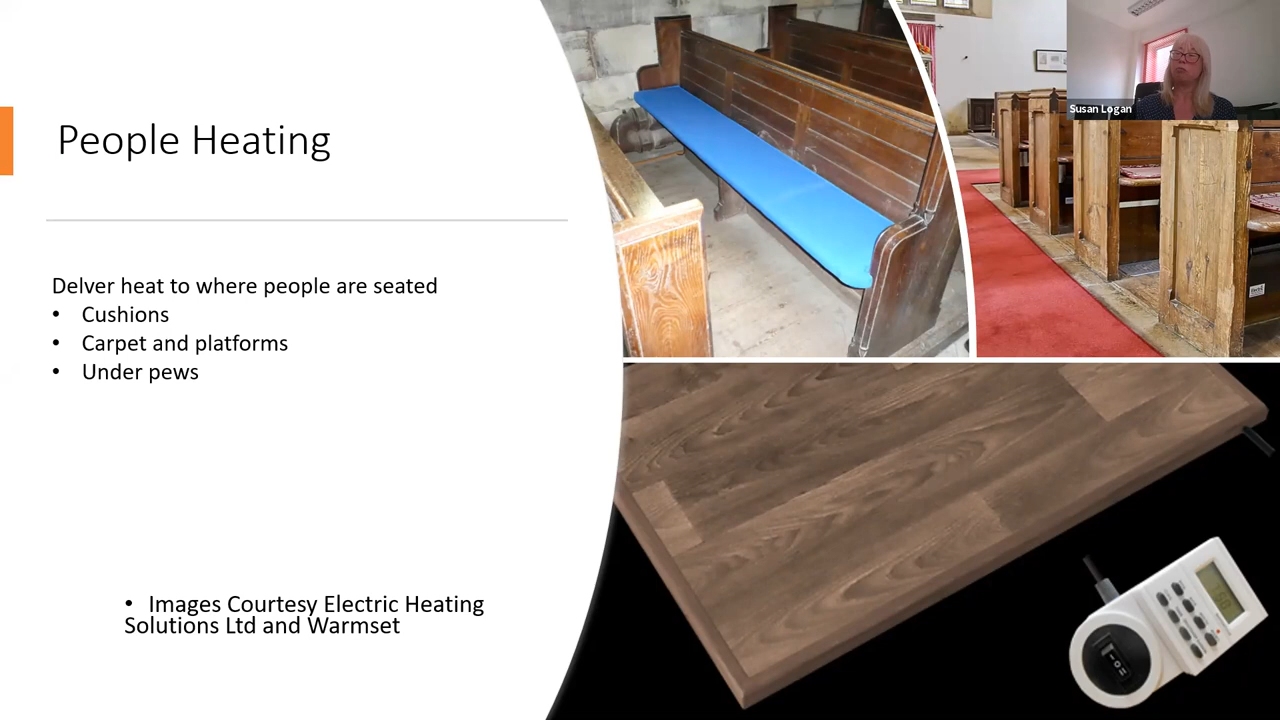 People Heating
Delver heat to where people are seated
• Cushions
• Carpet and platforms
• Under pews
• Images Courtesy Electric Heating
Solutions Ltd and Warmset
Susan Logan